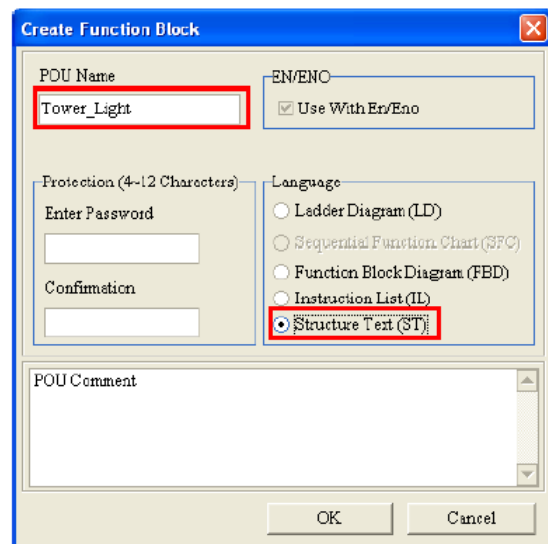 Create Function Block
POU Name
Tower_Light
EN/ENO
Use With En/Eno
Protection (4~12 Characters)
Enter Password
Confirmation
Language
Ladder Diagram (LD)
Sequential Function Chart (SFC)
Function Block Diagram (FBD)
Instruction List (IL)
Structure Text (ST)
POU Comment
OK
Cancel